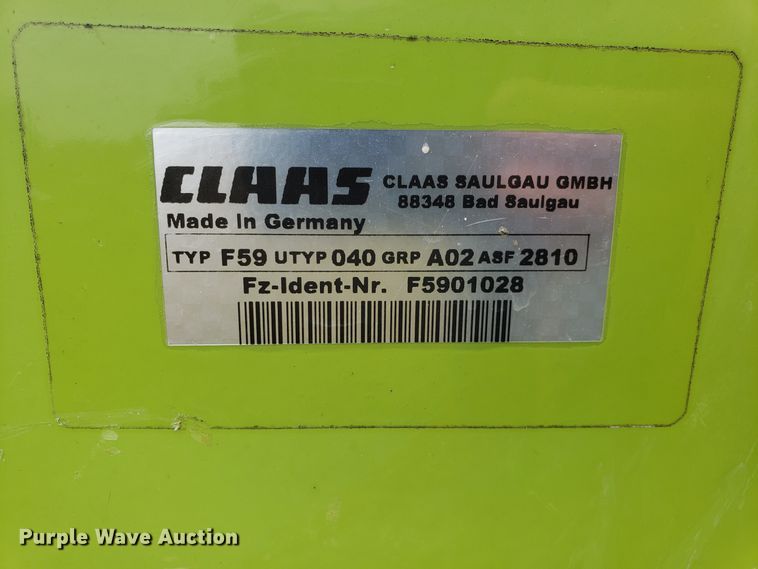 CLAAS
CLAAS SAULGAU GMBH
88348 Bad Saulgau
Made in Germany
TYP F59 UTYP 040 GRP A02 ASF 2810
Fz-Ident-Nr. F5901028
Purple Wave Auction